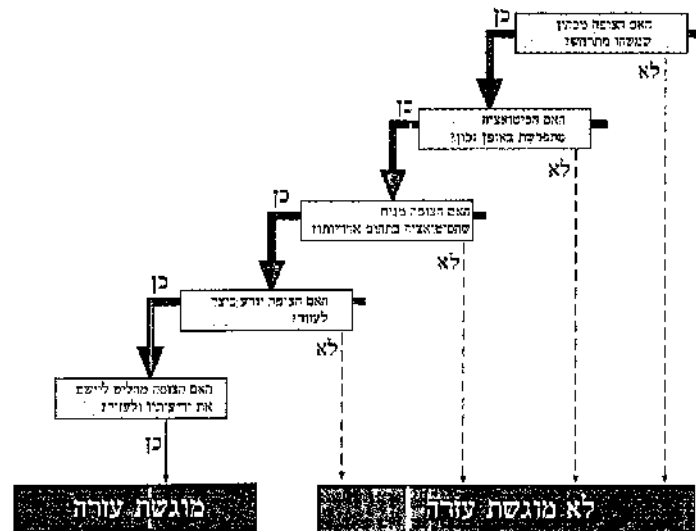 האם הצופה מבחין
שמשהו מתרחש?
כן
לא
האם הסיטואציה
מתפרשת באופן נכון?
כן
לא
האם הצופה מניח
שהסיטואציה בתחום אחריותו?
כן
לא
האם הצופה יודע כיצד
לעזור?
כן
לא
האם הצופה מחליט ליישם
את ידיעותיו ולעזור?
כן
מוגשת עזרה
לא מוגשת עזרה